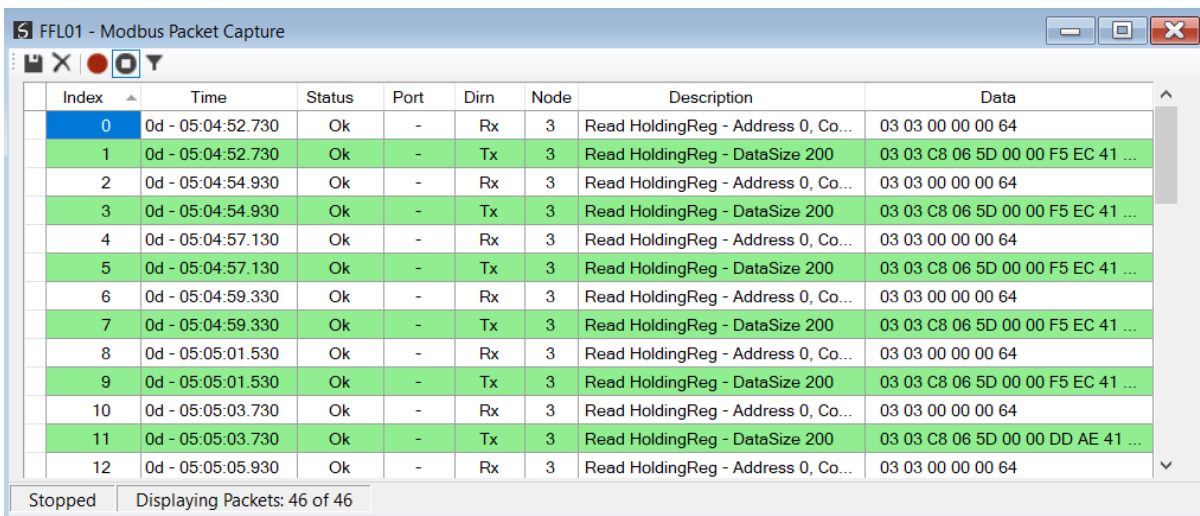 FFL01 - Modbus Packet Capture
Index Time Status Port Dirn Node Description Data
0 0d - 05:04:52.730 Ok - Rx 3 Read HoldingReg - Address 0, Co... 03 03 00 00 00 64
1 0d - 05:04:52.730 Ok - Tx 3 Read HoldingReg - DataSize 200 03 03 C8 06 5D 00 00 F5 EC 41 ...
2 0d - 05:04:54.930 Ok - Rx 3 Read HoldingReg - Address 0, Co... 03 03 00 00 00 64
3 0d - 05:04:54.930 Ok - Tx 3 Read HoldingReg - DataSize 200 03 03 C8 06 5D 00 00 F5 EC 41 ...
4 0d - 05:04:57.130 Ok - Rx 3 Read HoldingReg - Address 0, Co... 03 03 00 00 00 64
5 0d - 05:04:57.130 Ok - Tx 3 Read HoldingReg - DataSize 200 03 03 C8 06 5D 00 00 F5 EC 41 ...
6 0d - 05:04:59.330 Ok - Rx 3 Read HoldingReg - Address 0, Co... 03 03 00 00 00 64
7 0d - 05:04:59.330 Ok - Tx 3 Read HoldingReg - DataSize 200 03 03 C8 06 5D 00 00 F5 EC 41 ...
8 0d - 05:05:01.530 Ok - Rx 3 Read HoldingReg - Address 0, Co... 03 03 00 00 00 64
9 0d - 05:05:01.530 Ok - Tx 3 Read HoldingReg - DataSize 200 03 03 C8 06 5D 00 00 F5 EC 41 ...
10 0d - 05:05:03.730 Ok - Rx 3 Read HoldingReg - Address 0, Co... 03 03 00 00 00 64
11 0d - 05:05:03.730 Ok - Tx 3 Read HoldingReg - DataSize 200 03 03 C8 06 5D 00 00 DD AE 41 ...
12 0d - 05:05:05.930 Ok - Rx 3 Read HoldingReg - Address 0, Co... 03 03 00 00 00 64
Stopped Displaying Packets: 46 of 46